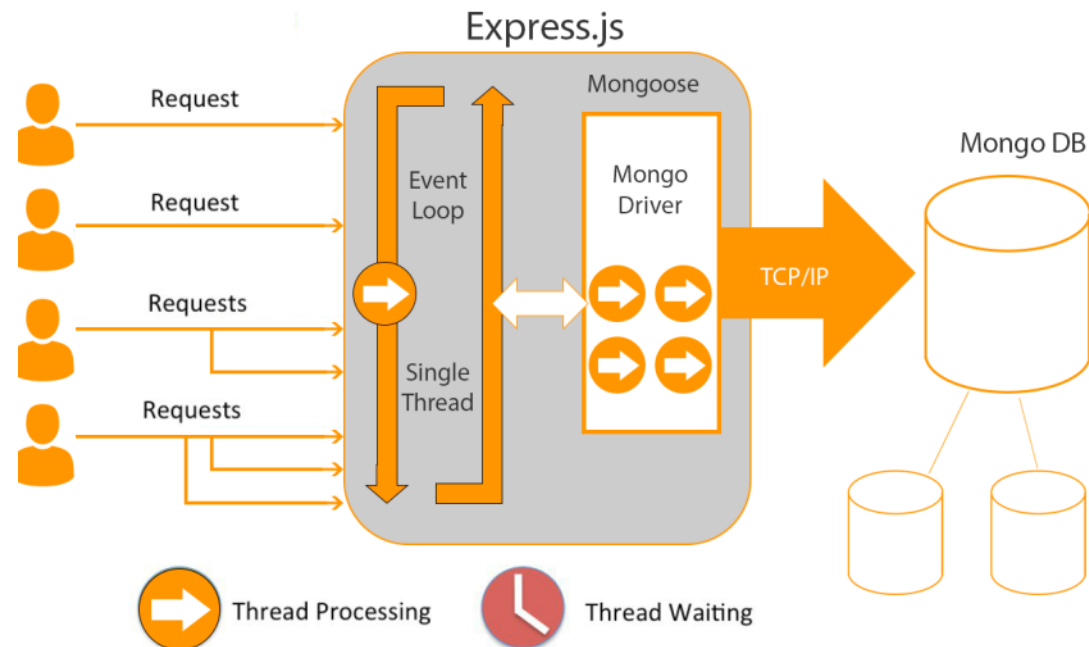 Express.js
Request
Mongoose
Mongo DB
Event
Loop
Mongo
Driver
Request
TCP/IP
Requests
Single
Thread
Requests
Thread Processing
Thread Waiting